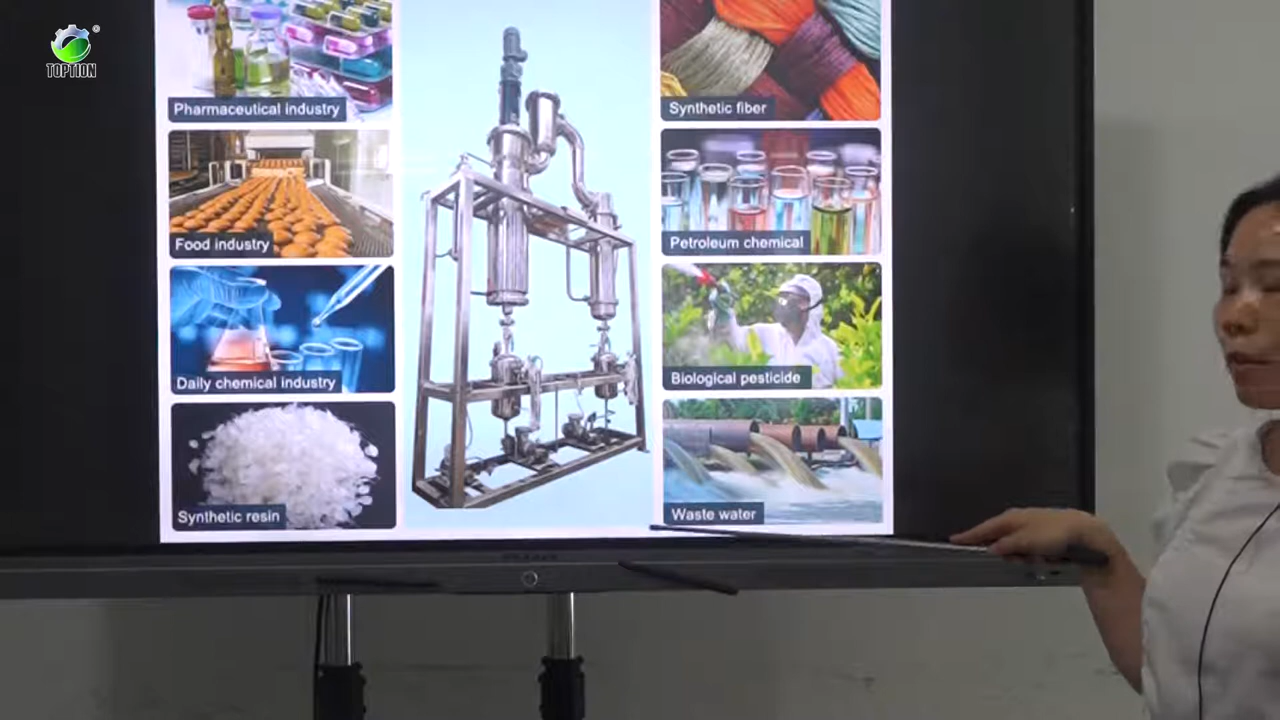 TOPTION
Pharmaceutical industry
Synthetic fiber
Food industry
Petroleum chemical
Daily chemical industry
Biological pesticide
Synthetic resin
Waste water